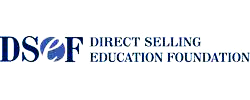 DSeF DIRECT SELLING
EDUCATION FOUNDATION